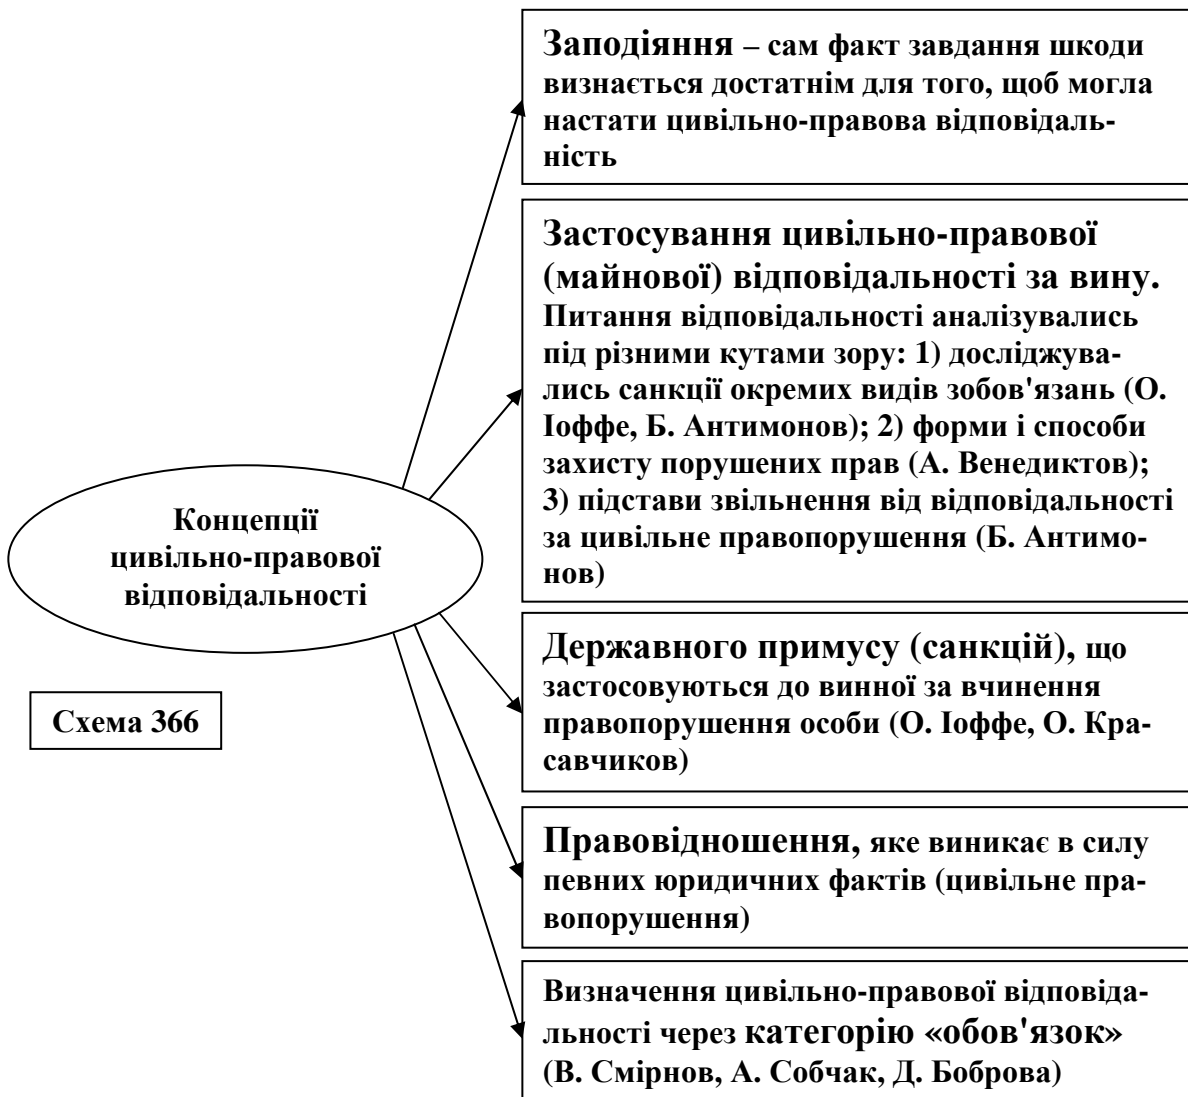 Заподіяння – сам факт завдання шкоди
визнається достатнім для того, щоб могла
настати цивільно-правова відповідаль-
ність
Застосування цивільно-правової
(майнової) відповідальності за вину.
Питання відповідальності аналізувались
під різними кутами зору: 1) досліджува-
лись санкції окремих видів зобов'язань (О.
Іоффе, Б. Антимонов); 2) форми і способи
захисту порушених прав (А. Венедиктов);
3) підстави звільнення від відповідальності
за цивільне правопорушення (Б. Антимо-
нов)
Концепції
цивільно-правової
відповідальності
Державного примусу (санкцій), що
застосовуються до винної за вчинення
правопорушення особи (О. Іоффе, О. Кра-
савчиков)
Схема 366
Правовідношення, яке виникає в силу
певних юридичних фактів (цивільне пра-
вопорушення)
Визначення цивільно-правової відповіда-
льності через категорію «обов'язок»
(В. Смірнов, А. Собчак, Д. Боброва)